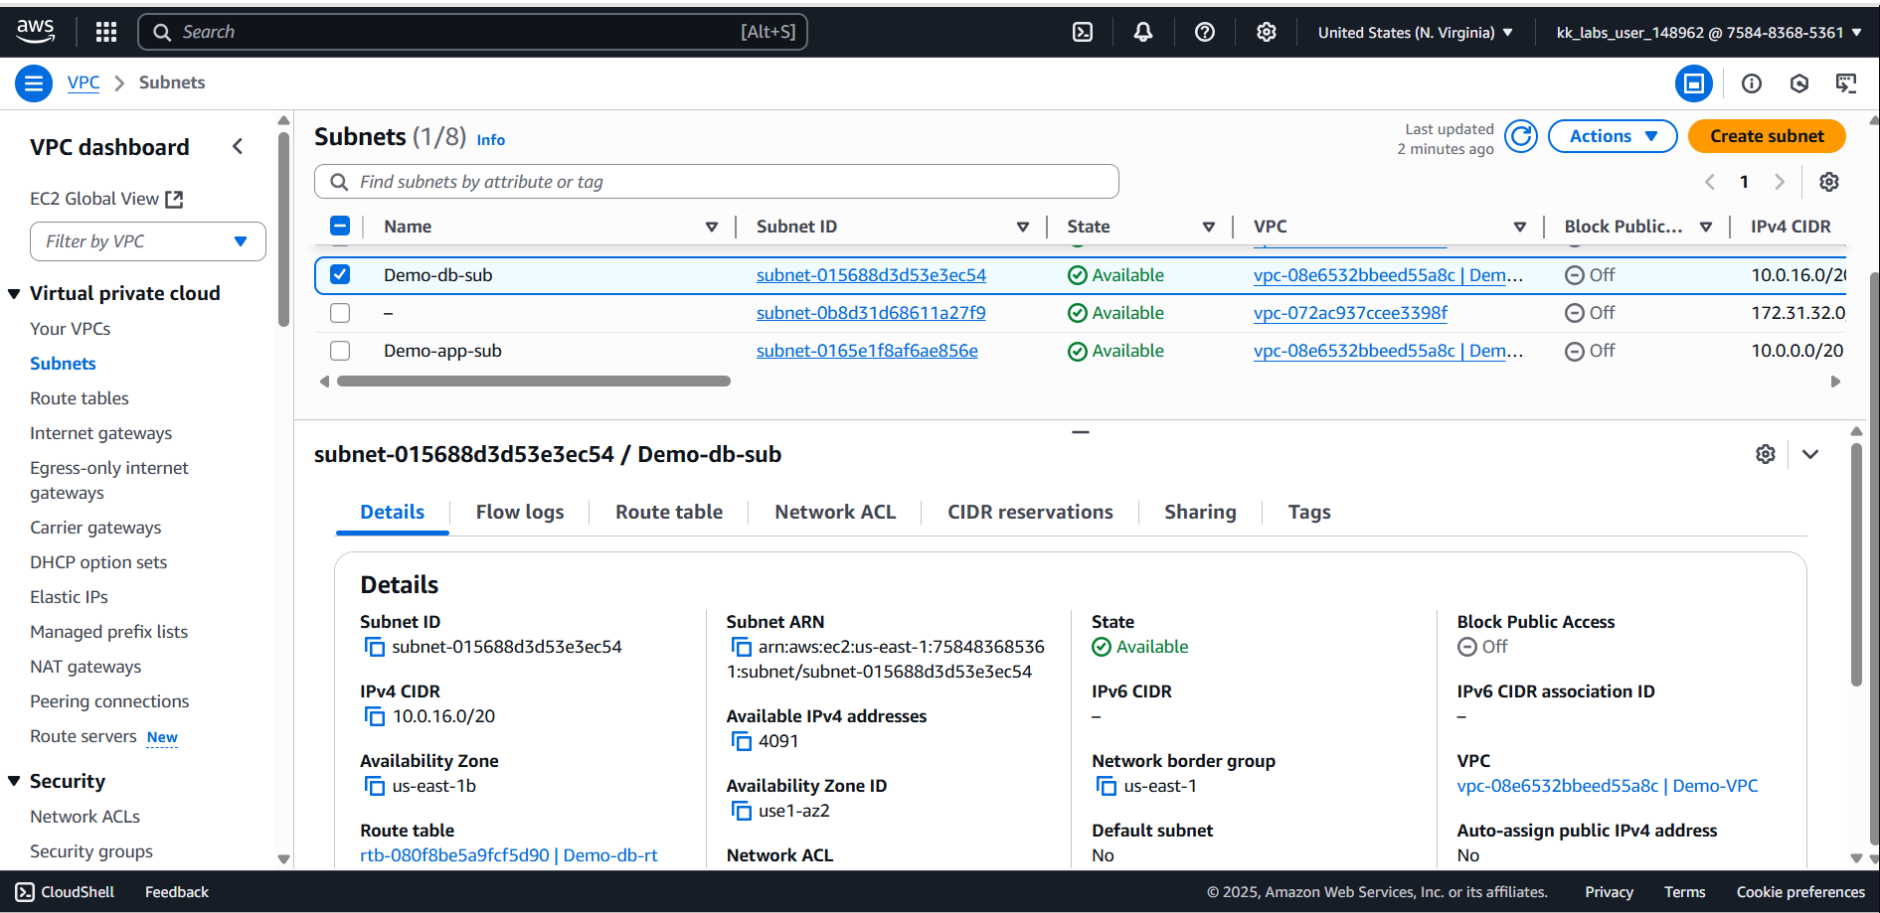 aws
Search [Alt+S]
United States (N. Virginia) ▼
kk_labs_user_148962 @ 7584-8368-5361 ▼
VPC > Subnets
VPC dashboard
EC2 Global View
Filter by VPC
Virtual private cloud
Your VPCs
Subnets
Route tables
Internet gateways
Egress-only internet
gateways
Carrier gateways
DHCP option sets
Elastic IPs
Managed prefix lists
NAT gateways
Peering connections
Route servers New
Security
Network ACLs
Security groups
Subnets (1/8) Info
Last updated
2 minutes ago
Actions
Create subnet
Find subnets by attribute or tag
1
Name Subnet ID State VPC Block Public... IPv4 CIDR
Demo-db-sub subnet-015688d3d53e3ec54 Available vpc-08e6532bbeed55a8c | Dem... Off 10.0.16.0/20
– subnet-0b8d31d68611a27f9 Available vpc-072ac937ccee3398f Off 172.31.32.0
Demo-app-sub subnet-0165e1f8af6ae856e Available vpc-08e6532bbeed55a8c | Dem... Off 10.0.0.0/20
subnet-015688d3d53e3ec54 / Demo-db-sub
Details Flow logs Route table Network ACL CIDR reservations Sharing Tags
Details
Subnet ID
subnet-015688d3d53e3ec54
IPv4 CIDR
10.0.16.0/20
Availability Zone
us-east-1b
Route table
rtb-080f8be5a9fcf5d90 | Demo-db-rt
Subnet ARN
arn:aws:ec2:us-east-1:75848368536
1:subnet/subnet-015688d3d53e3ec54
Available IPv4 addresses
4091
Availability Zone ID
use1-az2
Network ACL
State
Available
IPv6 CIDR
–
Network border group
us-east-1
Default subnet
No
Block Public Access
Off
IPv6 CIDR association ID
–
VPC
vpc-08e6532bbeed55a8c | Demo-VPC
Auto-assign public IPv4 address
No
CloudShell Feedback
© 2025, Amazon Web Services, Inc. or its affiliates. Privacy Terms Cookie preferences